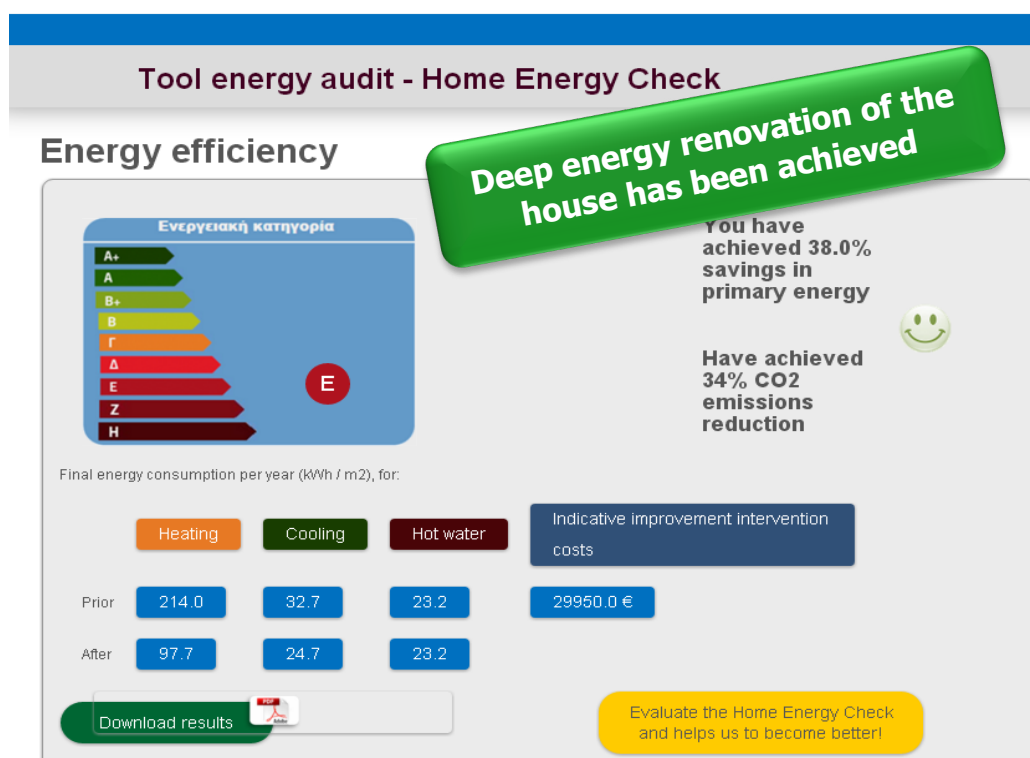 Tool energy audit - Home Energy Check
Deep energy renovation of the
house has been achieved
Energy efficiency
Ενεργειακή κατηγορία
A+
A
B+
B
Γ
Δ
E
Z
H
E
You have
achieved 38.0%
savings in
primary energy
Have achieved
34% CO2
emissions
reduction
Final energy consumption per year (kWh / m2), for:
Heating Cooling Hot water Indicative improvement intervention
costs
Prior 214.0 32.7 23.2 29950.0 €
After 97.7 24.7 23.2
Download results
PDF
Adobe
Evaluate the Home Energy Check
and helps us to become better!